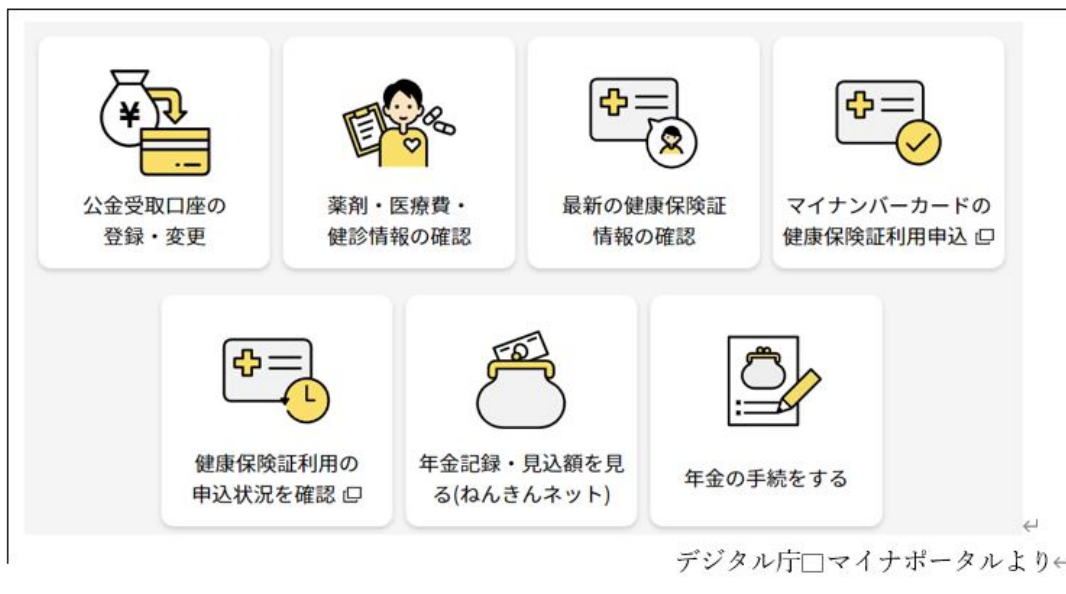 ¥
公金受取口座の
登録・変更
薬剤・医療費・
健診情報の確認
最新の健康保険証
情報の確認
マイナンバーカードの
健康保険証利用申込
健康保険証利用の
申込状況を確認
年金記録・見込額を見
る(ねんきんネット)
年金の手続をする
デジタル庁□マイナポータルより